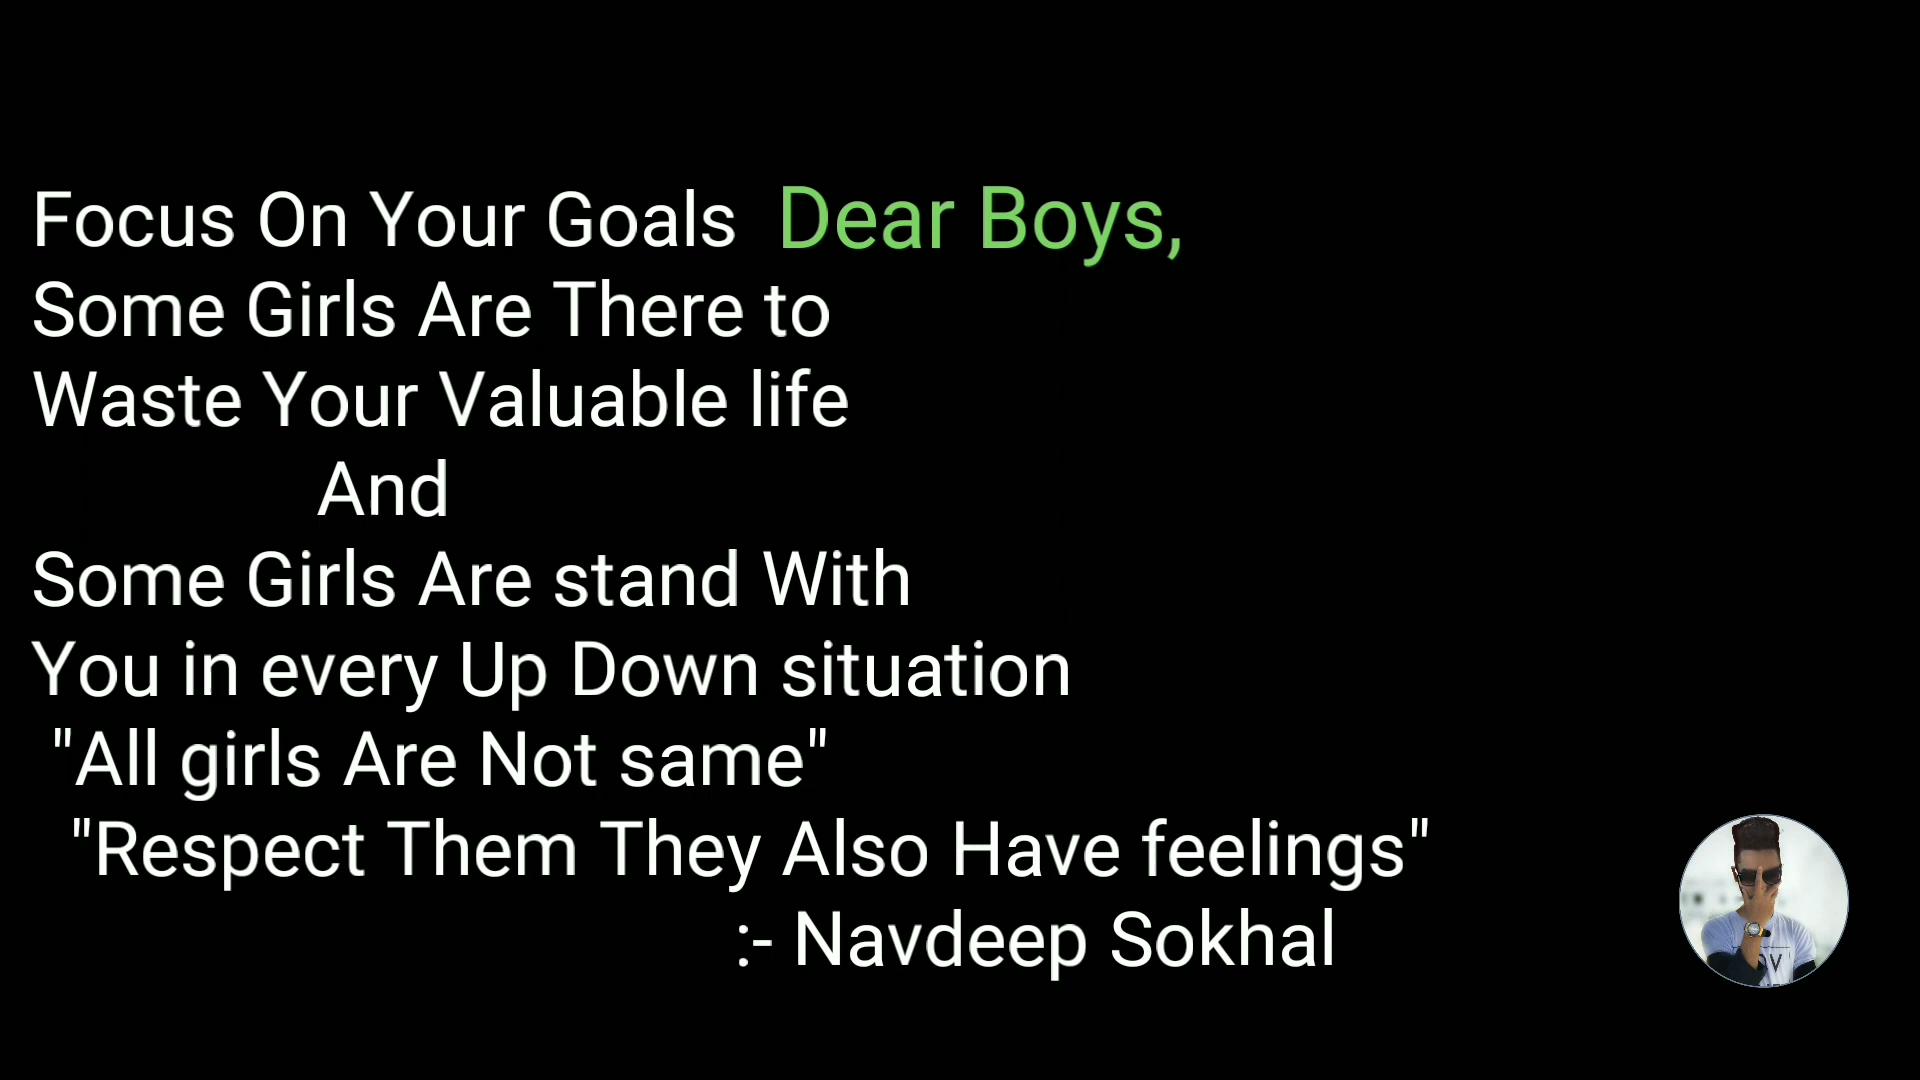 Focus On Your Goals Dear Boys,
Some Girls Are There to
Waste Your Valuable life
And
Some Girls Are stand With
You in every Up Down situation
"All girls Are Not same"
"Respect Them They Also Have feelings"
:- Navdeep Sokhal